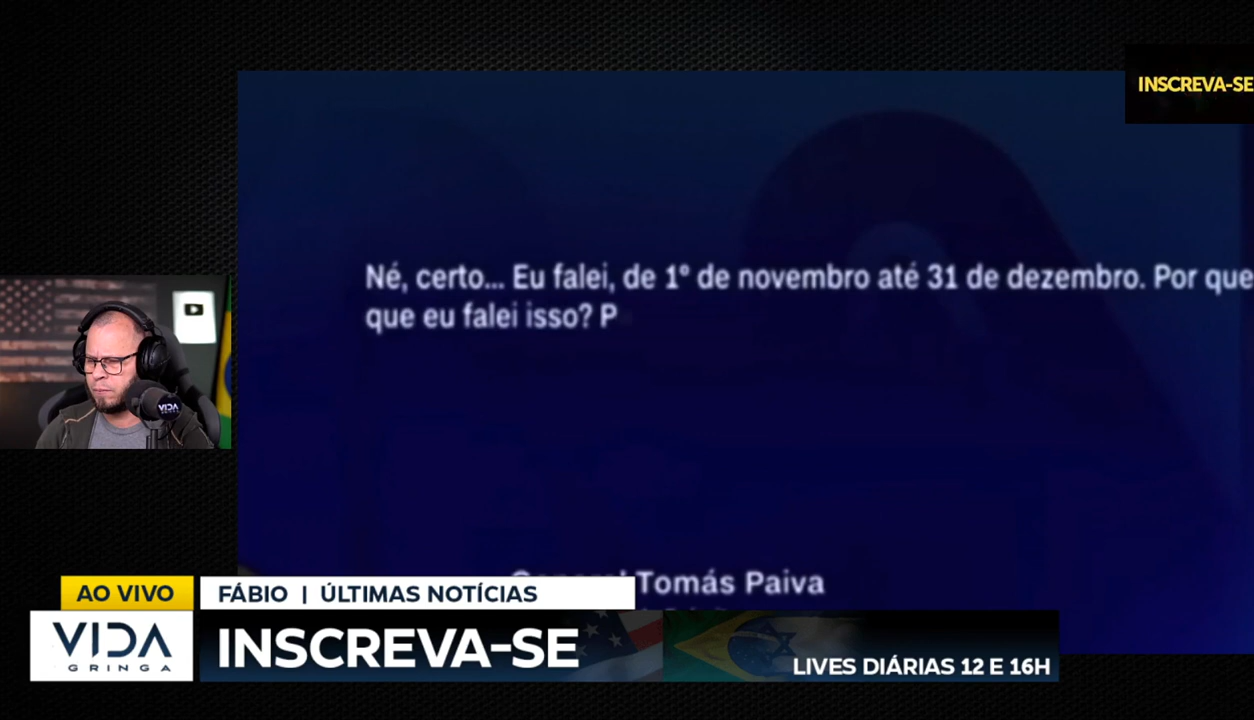 INSCREVA-SE
Né, certo... Eu falei, de 1º de novembro até 31 de dezembro. Por que
que eu falei isso? P
VIDA
Tomás Paiva
AO VIVO
FÁBIO | ÚLTIMAS NOTÍCIAS
VIDA
GRINGA
INSCREVA-SE
LIVES DIÁRIAS 12 E 16H